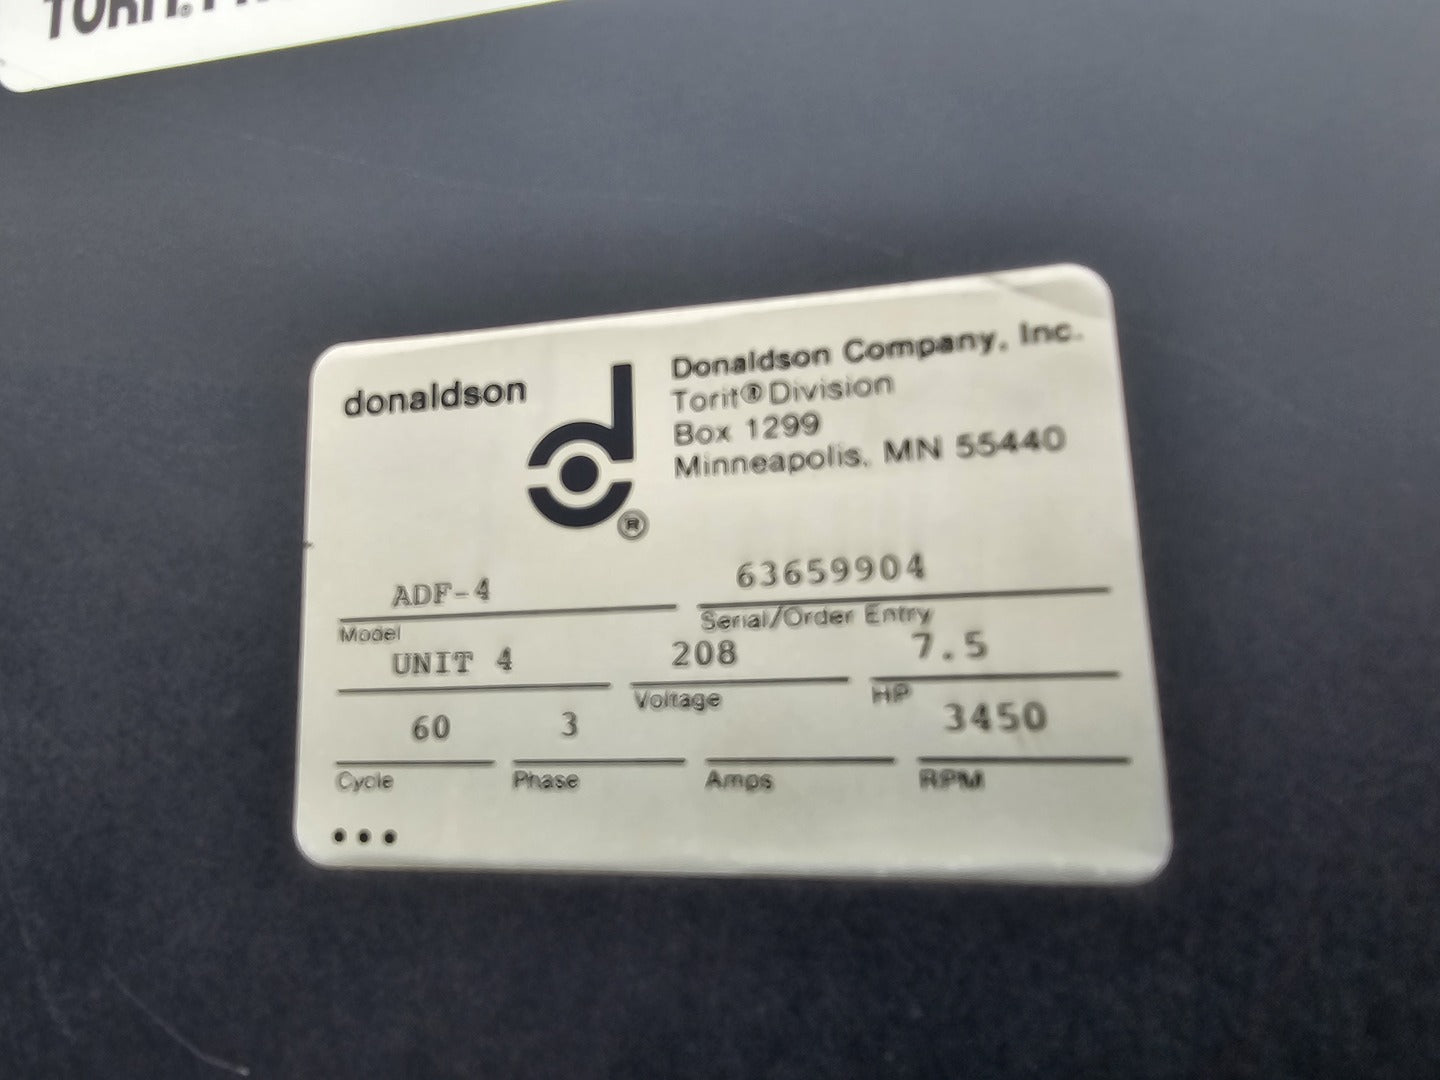 TORIT®
donaldson
®
Donaldson Company, Inc.
Torit® Division
Box 1299
Minneapolis, MN 55440
ADF-4 63659904
Model Serial/Order Entry
UNIT 4 208 7.5
Voltage HP
60 3 3450
Cycle Phase Amps RPM